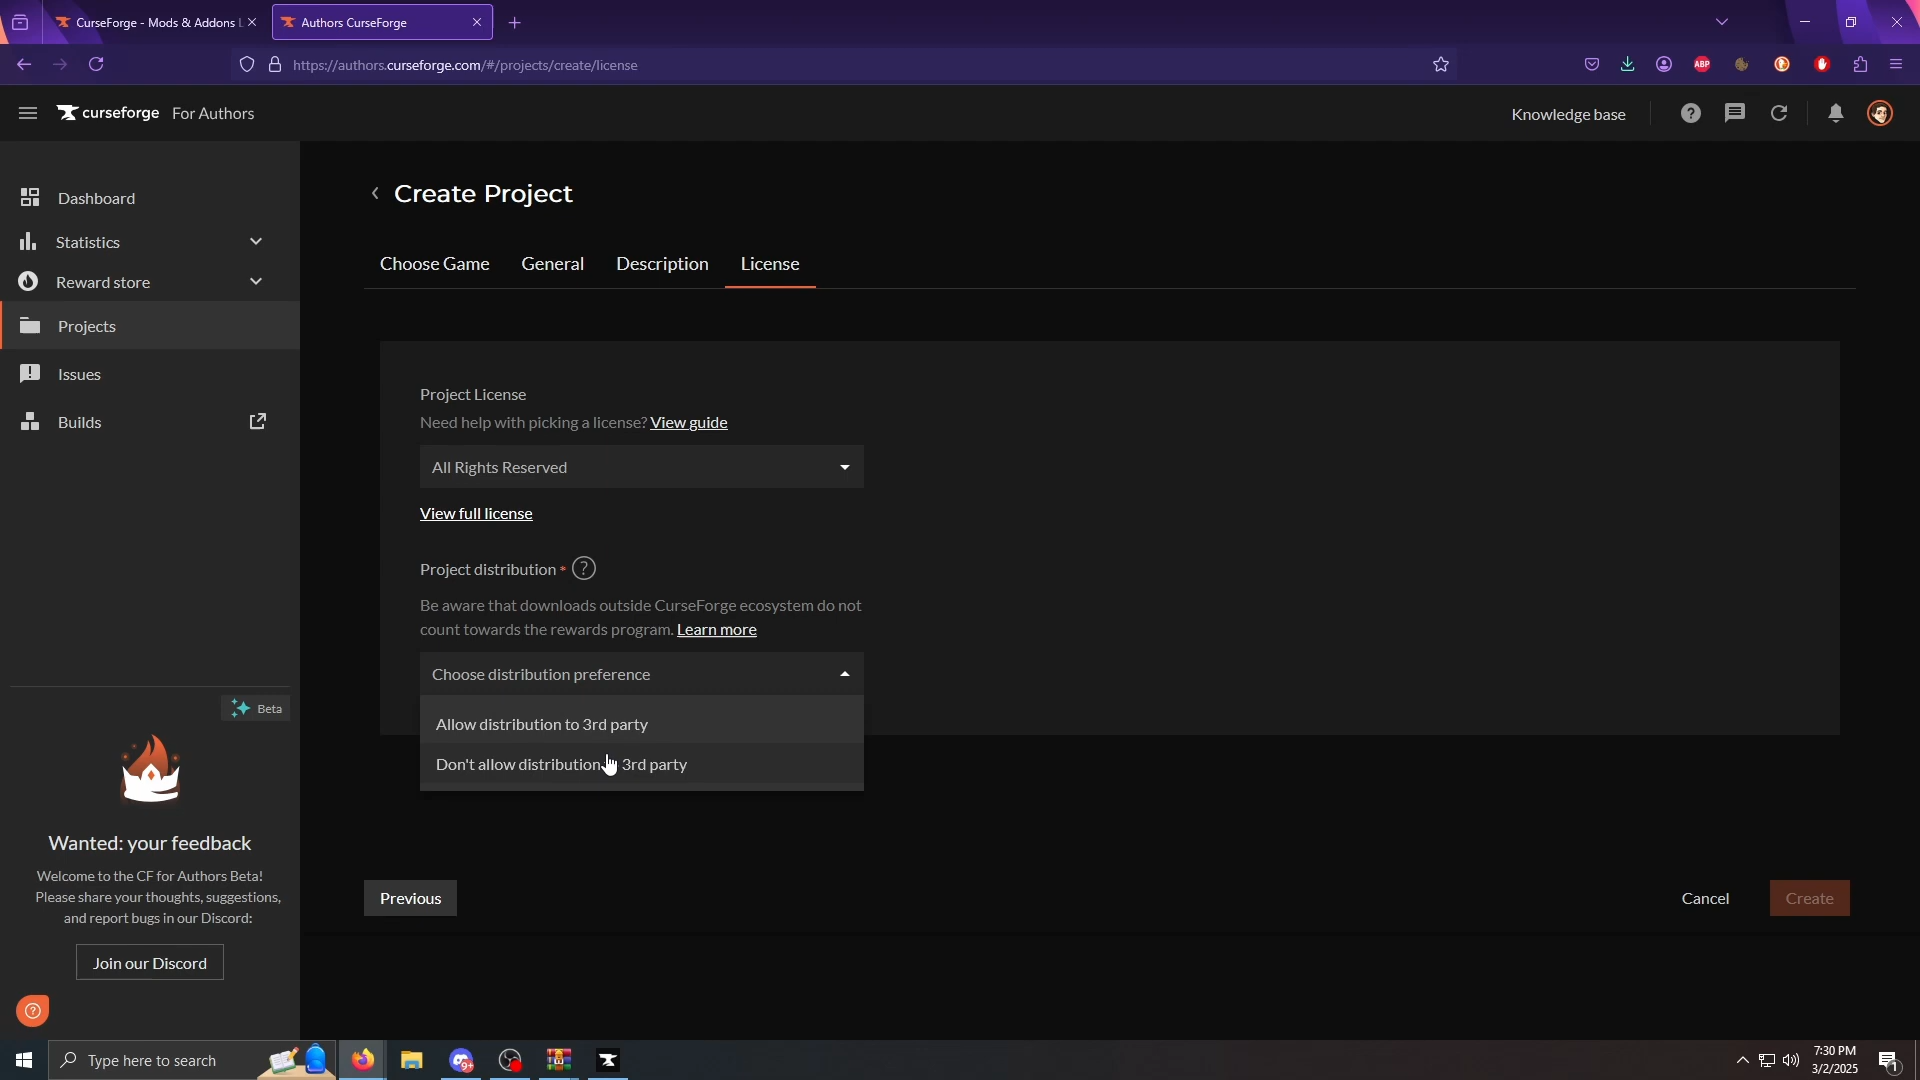 CurseForge - Mods & Addons L
Authors CurseForge
https://authors.curseforge.com/#/projects/create/license
ABP
curseforge For Authors
Knowledge base
Dashboard
Statistics
Reward store
Projects
Issues
Builds
Create Project
Choose Game
General
Description
License
Project License
Need help with picking a license? View guide
All Rights Reserved
View full license
Project distribution *
Be aware that downloads outside CurseForge ecosystem do not
count towards the rewards program. Learn more
Choose distribution preference
Allow distribution to 3rd party
Don't allow distribution 3rd party
Previous
Cancel
Create
Beta
Wanted: your feedback
Welcome to the CF for Authors Beta!
Please share your thoughts, suggestions,
and report bugs in our Discord:
Join our Discord
Type here to search
9+
7:30 PM
3/2/2025
1